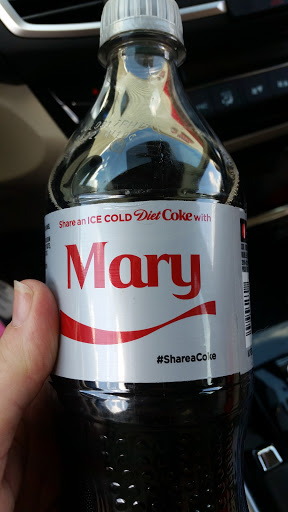 Share an ICE COLD Diet Coke with
Mary
#ShareaCoke